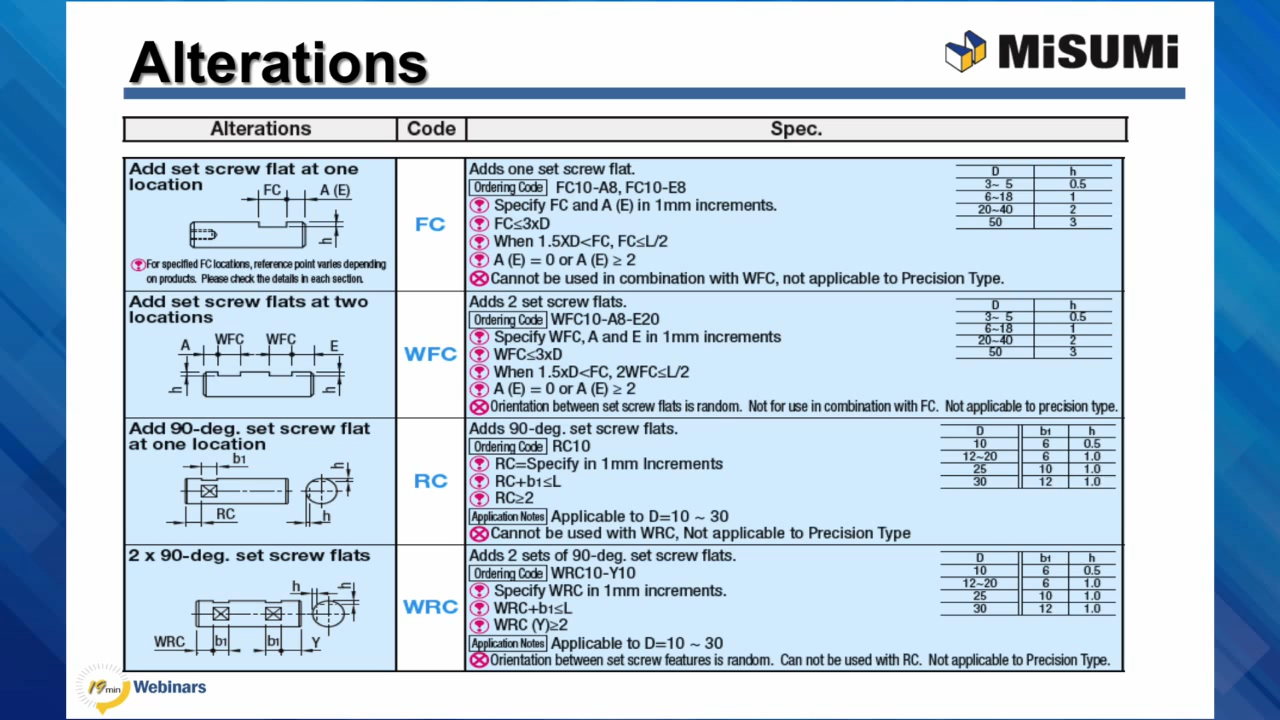 Alterations
MiSUMi
Alterations Code Spec.
Add set screw flat at one
location
FC A (E)
h
For specified FC locations, reference point varies depending
on products. Please check the details in each section.
FC
Adds one set screw flat.
Ordering Code FC10-A8, FC10-E8
Specify FC and A (E) in 1mm increments.
FC≤3xD
When 1.5XD<FC, FC≤L/2
A (E) = 0 or A (E) ≥ 2
Cannot be used in combination with WFC, not applicable to Precision Type.
D h
3~ 5 0.5
6~18 1
20~40 2
50 3
Add set screw flats at two
locations
A WFC WFC E
h h
WFC
Adds 2 set screw flats.
Ordering Code WFC10-A8-E20
Specify WFC, A and E in 1mm increments
WFC≤3xD
When 1.5xD<FC, 2WFC≤L/2
A (E) = 0 or A (E) ≥ 2
Orientation between set screw flats is random. Not for use in combination with FC. Not applicable to precision type.
D h
3~ 5 0.5
6~18 1
20~40 2
50 3
Add 90-deg. set screw flat
at one location
b1 h
RC h
RC
Adds 90-deg. set screw flats.
Ordering Code RC10
RC=Specify in 1mm Increments
RC+b1≤L
RC≥2
Application Notes Applicable to D=10 ~ 30
Cannot be used with WRC, Not applicable to Precision Type
D b1 h
10 6 0.5
12~20 6 1.0
25 10 1.0
30 12 1.0
2 x 90-deg. set screw flats
h h
WRC b1 b1 Y
WRC
Adds 2 sets of 90-deg. set screw flats.
Ordering Code WRC10-Y10
Specify WRC in 1mm increments.
WRC+b1≤L
WRC (Y)≥2
Application Notes Applicable to D=10 ~ 30
Orientation between set screw features is random. Can not be used with RC. Not applicable to Precision Type.
D b1 h
10 6 0.5
12~20 6 1.0
25 10 1.0
30 12 1.0
19min Webinars